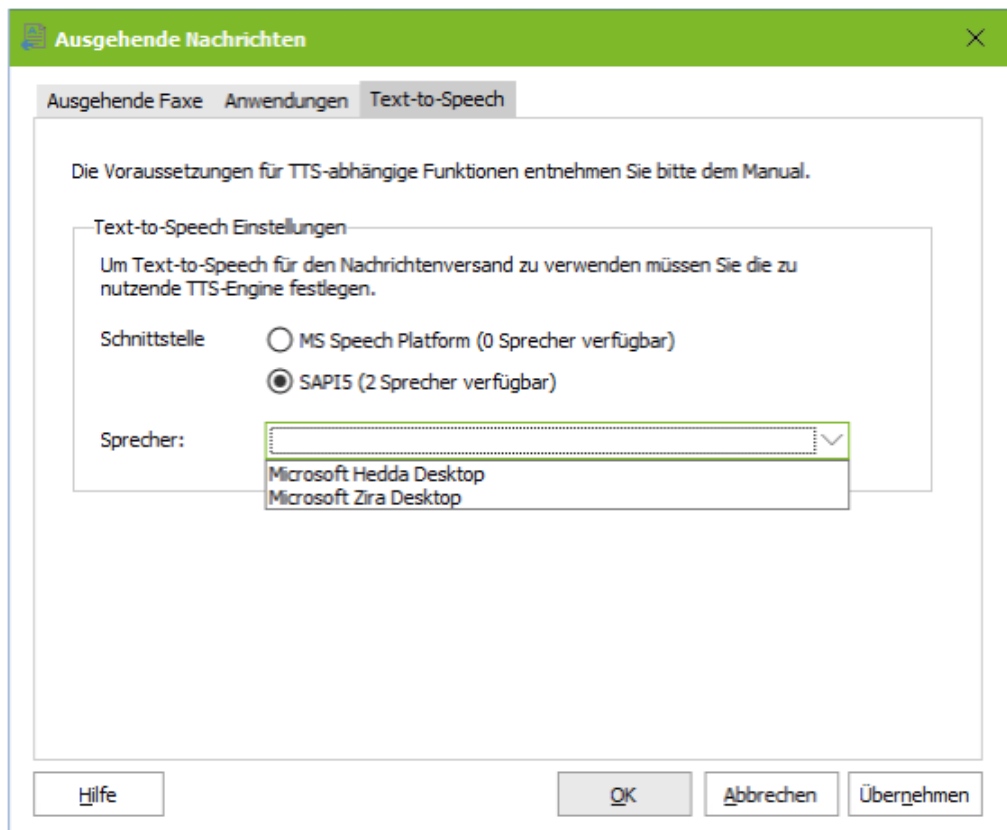 Ausgehende Nachrichten
Ausgehende Faxe Anwendungen Text-to-Speech
Die Voraussetzungen für TTS-abhängige Funktionen entnehmen Sie bitte dem Manual.
Text-to-Speech Einstellungen
Um Text-to-Speech für den Nachrichtenversand zu verwenden müssen Sie die zu
nutzende TTS-Engine festlegen.
Schnittstelle MS Speech Platform (0 Sprecher verfügbar)
SAPI5 (2 Sprecher verfügbar)
Sprecher:
Microsoft Hedda Desktop
Microsoft Zira Desktop
Hilfe OK Abbrechen Übernehmen